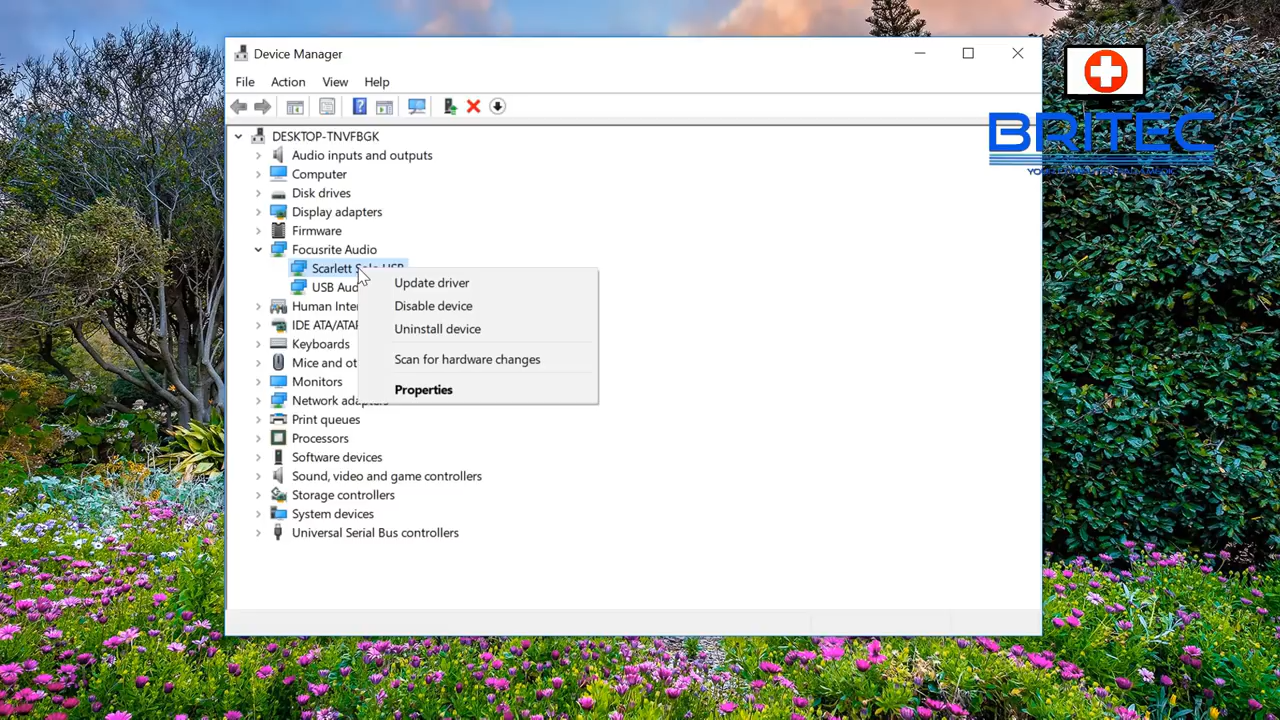 Device Manager
File Action View Help
BRITEC
DESKTOP-TNVFBGK
Audio inputs and outputs
Computer
Disk drives
Display adapters
Firmware
Focusrite Audio
Scarlett Solo USB
USB Aud
Update driver
Human Inte
Disable device
IDE ATA/ATAP
Uninstall device
Keyboards
Mice and ot
Scan for hardware changes
Monitors
Properties
Network adapters
Print queues
Processors
Software devices
Sound, video and game controllers
Storage controllers
System devices
Universal Serial Bus controllers